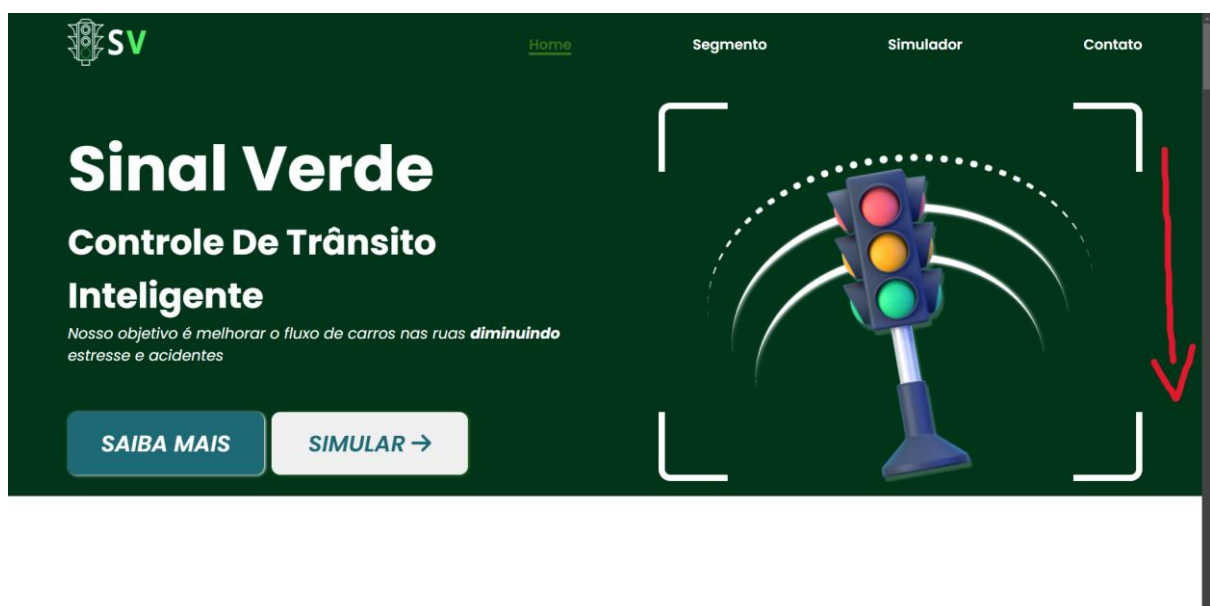 SV
Home
Segmento
Simulador
Contato
Sinal Verde
Controle De Trânsito
Inteligente
Nosso objetivo é melhorar o fluxo de carros nas ruas diminuindo
estresse e acidentes
SAIBA MAIS
SIMULAR →